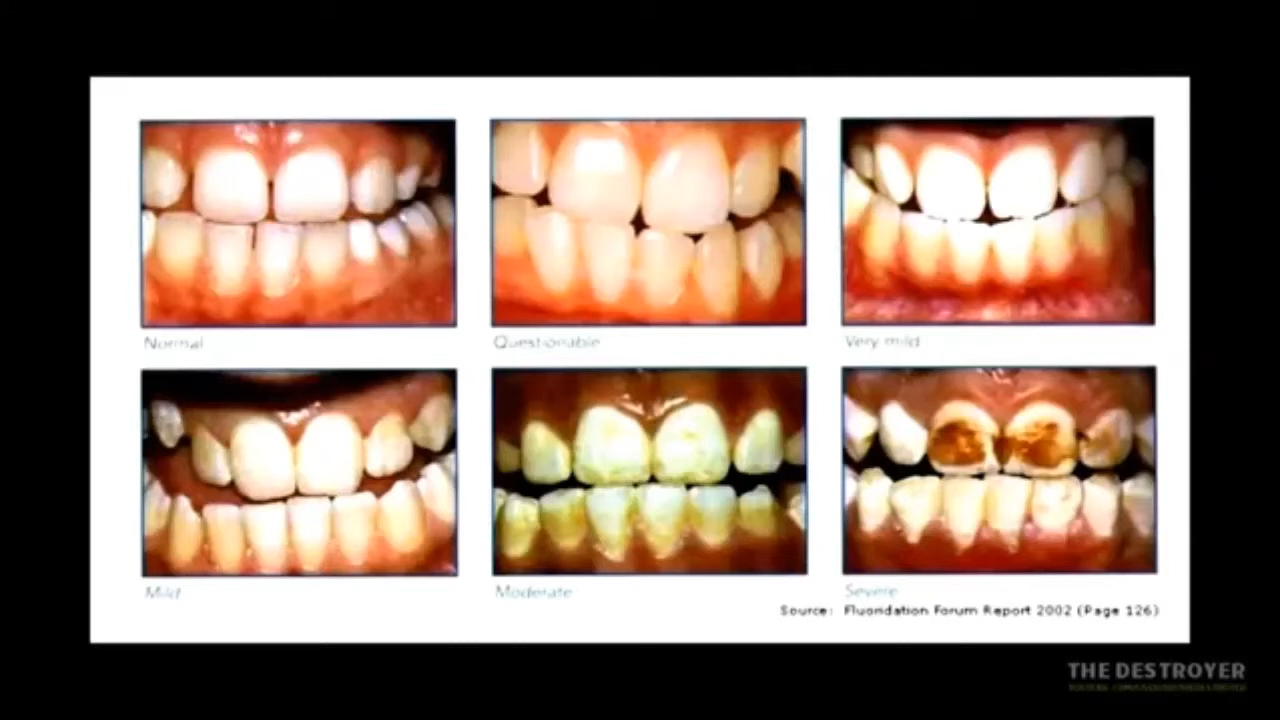 Normal
Questionable
Very mild
Mild
Moderate
Severe
Source: Fluoridation Forum Report 2002 (Page 126)
THE DESTROYER